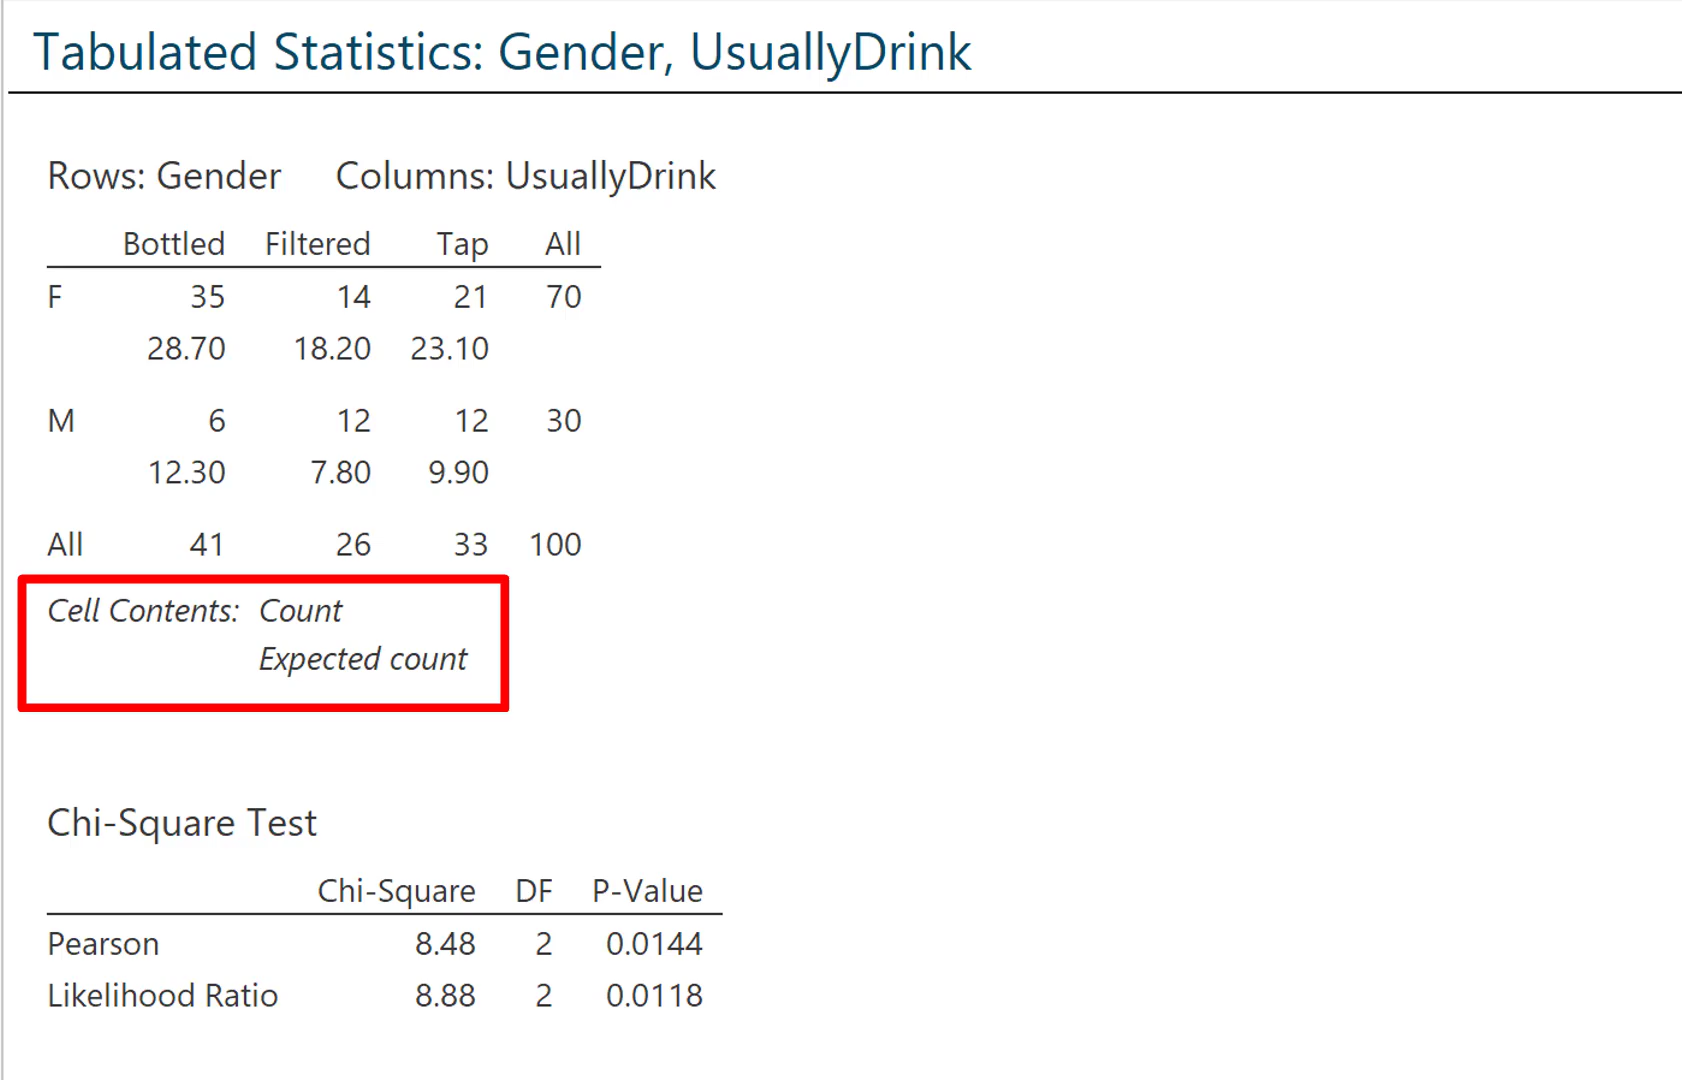 Tabulated Statistics: Gender, UsuallyDrink
Rows: Gender Columns: UsuallyDrink
Bottled Filtered Tap All
F 35 14 21 70
28.70 18.20 23.10
M 6 12 12 30
12.30 7.80 9.90
All 41 26 33 100
Cell Contents: Count
Expected count
Chi-Square Test
Chi-Square DF P-Value
Pearson 8.48 2 0.0144
Likelihood Ratio 8.88 2 0.0118